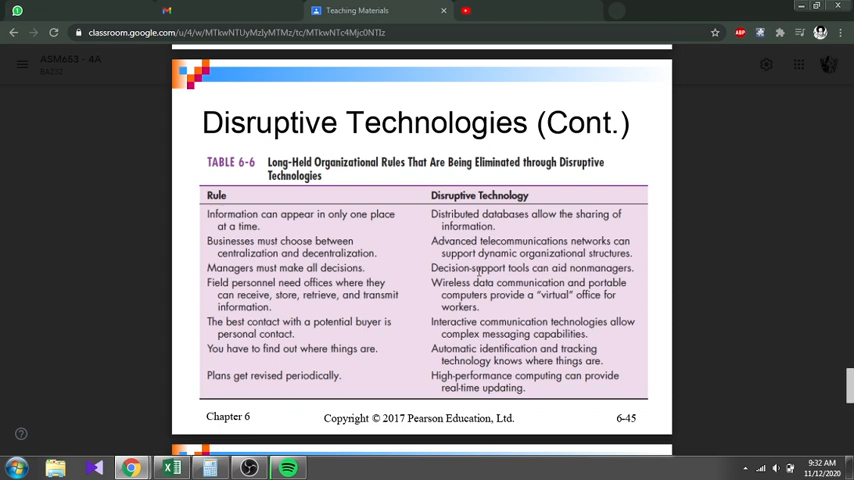 Teaching Materials
classroom.google.com/u/4/w/MTkwNTUyMzIyMTMz/tc/MTkwNTc4Mjc0NTIz
ABP
ASM653 - 4A
BA232
Disruptive Technologies (Cont.)
TABLE 6-6 Long-Held Organizational Rules That Are Being Eliminated through Disruptive
Technologies
Rule Disruptive Technology
Information can appear in only one place Distributed databases allow the sharing of
at a time. information.
Businesses must choose between Advanced telecommunications networks can
centralization and decentralization. support dynamic organizational structures.
Managers must make all decisions. Decision-support tools can aid nonmanagers.
Field personnel need offices where they Wireless data communication and portable
can receive, store, retrieve, and transmit computers provide a “virtual” office for
information. workers.
The best contact with a potential buyer is Interactive communication technologies allow
personal contact. complex messaging capabilities.
You have to find out where things are. Automatic identification and tracking
technology knows where things are.
Plans get revised periodically. High-performance computing can provide
real-time updating.
Chapter 6 Copyright © 2017 Pearson Education, Ltd. 6-45
9:32 AM
11/12/2020